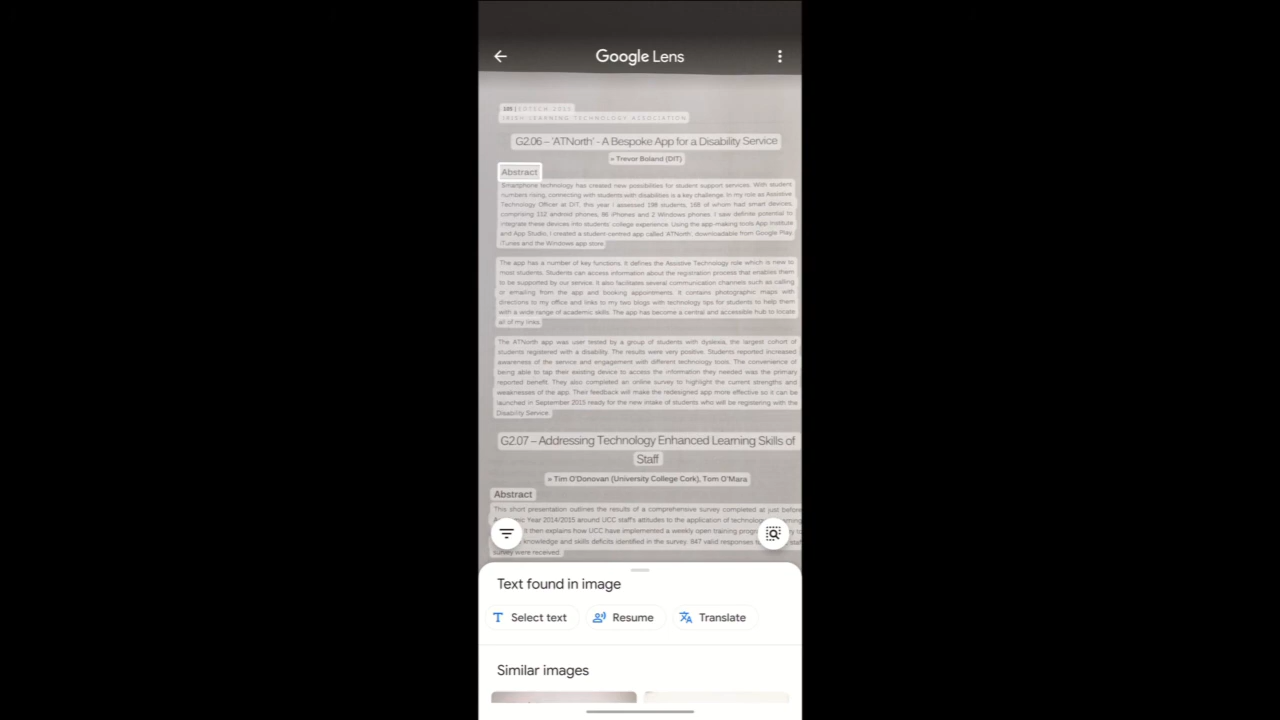 Google Lens
189 | EDTECH 2015
IRISH LEARNING TECHNOLOGY ASSOCIATION
G2.06 – 'ATNorth' - A Bespoke App for a Disability Service
» Trevor Boland (DIT)
Abstract
Smartphone technology has created new possibilities for student support services. With student
numbers rising, connecting with students with disabilities is a key challenge. In my role as Assistive
Technology Officer at DIT, this year I assessed 198 students, 168 of whom had smart devices,
comprising 112 android phones, 86 iPhones and 2 Windows phones. I saw definite potential to
integrate these devices into students' college experience. Using the app-making tools App Institute
and App Studio, I created a student centred app called 'ATNorth', downloadable from Google Play,
iTunes and the Windows app store.
The app has a number of key functions. It defines the Assistive Technology role which is new to
most students. Students can access information about the registration process that enables them
to be supported by our service. It also facilitates several communication channels such as calling
or emailing from the app and booking appointments. It contains photographic maps with
directions to my office and links to my two blogs with technology tips for students to help them
with a wide range of academic skills. The app has become a central and accessible hub to locate
all of my links.
The ATNorth app was user tested by a group of students with dyslexia, the largest cohort of
students registered with a disability. The results were very positive. Students reported increased
awareness of the service and engagement with different technology tools. The convenience of
being able to tap their existing device to access the information they needed was the primary
reported benefit. They also completed an online survey to highlight the current strengths and
weaknesses of the app. Their feedback will make the redesigned app more effective so it can be
launched in September 2015 ready for the new intake of students who will be registering with the
Disability Service.
G2.07 – Addressing Technology Enhanced Learning Skills of
Staff
» Tim O'Donovan (University College Cork), Tom O'Mara
Abstract
This short presentation outlines the results of a comprehensive survey completed at just before
Year 2014/2015 around UCC staff's attitudes to the application of
then explains how UCC have implemented a weekly open training
knowledge and skills deficits identified in the survey. 847 valid responses
survey were received.
Text found in image
Select text
Resume
Translate
Similar images